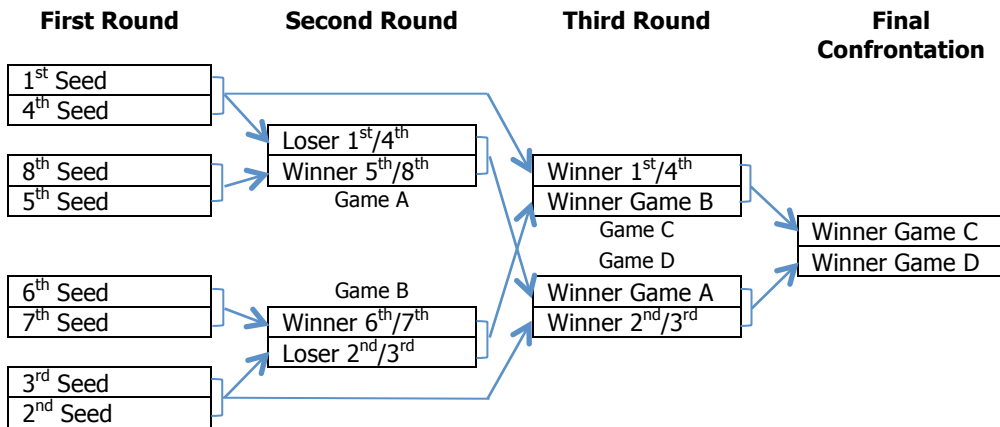 First Round
Second Round
Third Round
Final
Confrontation
1st Seed
4th Seed
8th Seed
5th Seed
6th Seed
7th Seed
3rd Seed
2nd Seed
Loser 1st/4th
Winner 5th/8th
Game A
Game B
Winner 6th/7th
Loser 2nd/3rd
Winner 1st/4th
Winner Game B
Game C
Game D
Winner Game A
Winner 2nd/3rd
Winner Game C
Winner Game D